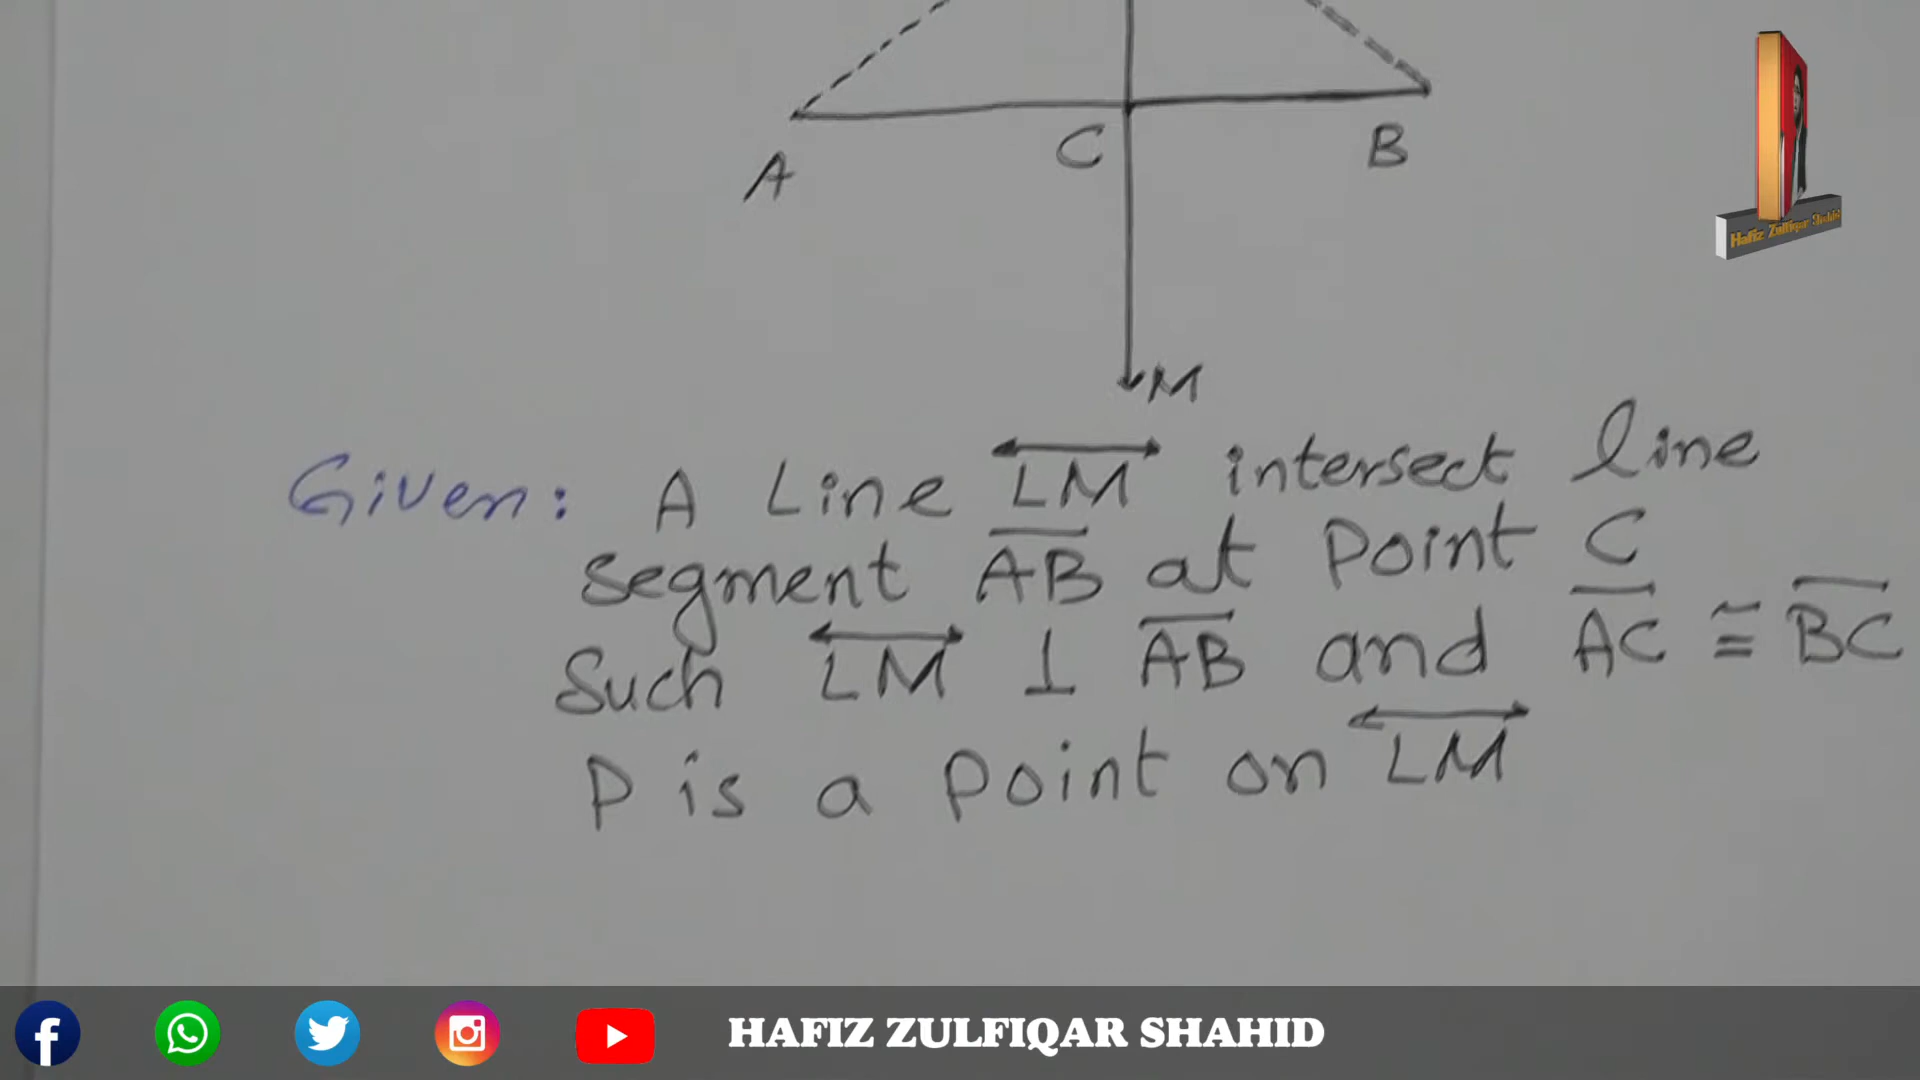 A
C
B
M
Hafiz Zulfiqar Shahid
Given: A Line LM intersect line
segment AB at Point C
Such LM ⊥ AB and AC ≅ BC
P is a Point on LM
HAFIZ ZULFIQAR SHAHID